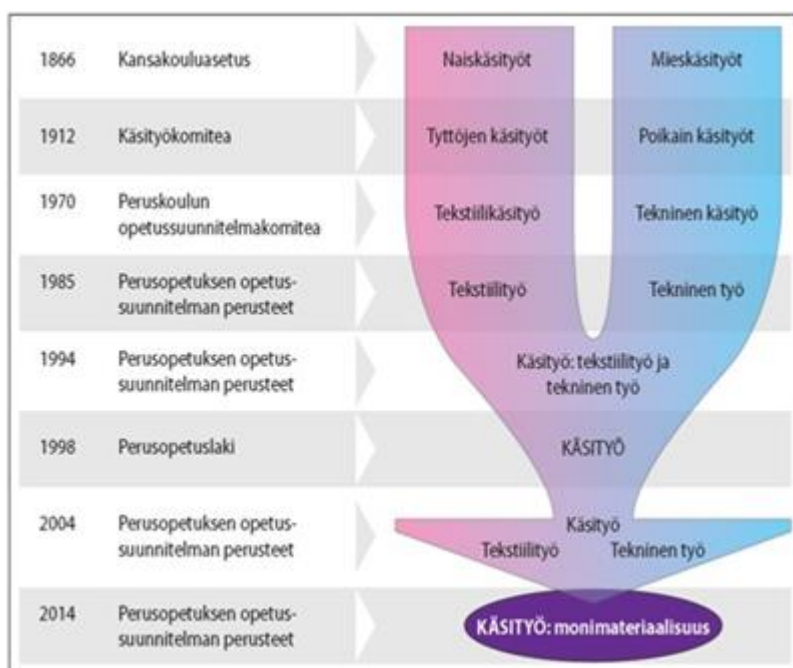 1866 Kansakouluasetus Naiskäsityöt Mieskäsityöt
1912 Käsityökomitea Tyttöjen käsityöt Poikain käsityöt
1970 Peruskoulun
opetussuunnitelmakomitea Tekstiilikäsityö Tekninen käsityö
1985 Perusopetuksen opetus-
suunnitelman perusteet Tekstiilityö Tekninen työ
1994 Perusopetuksen opetus-
suunnitelman perusteet
Käsityö: tekstiilityö ja
tekninen työ
1998 Perusopetuslaki KÄSITYÖ
2004 Perusopetuksen opetus-
suunnitelman perusteet
Käsityö
Tekstiilityö Tekninen työ
2014 Perusopetuksen opetus-
suunnitelman perusteet
KÄSITYÖ: monimateriaalisuus